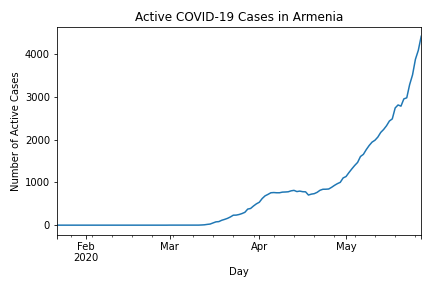 Active COVID-19 Cases in Armenia
Number of Active Cases
4000
3000
2000
1000
0
Feb
2020
Mar
Apr
May
Day